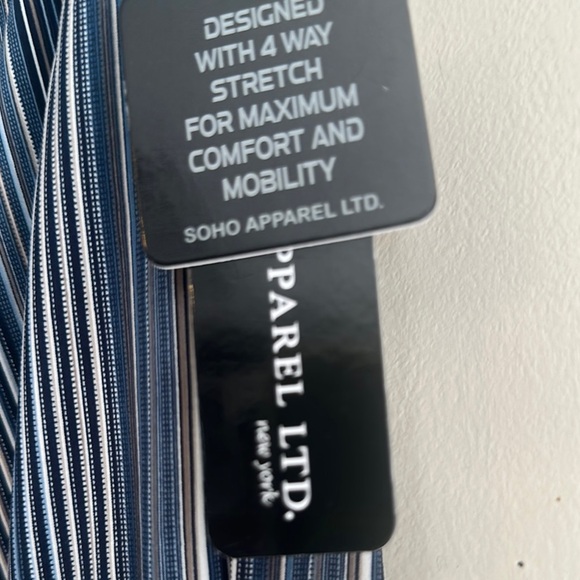 DESIGNED
WITH 4 WAY
STRETCH
FOR MAXIMUM
COMFORT AND
MOBILITY
SOHO APPAREL LTD.
PPAREL LTD.
new york